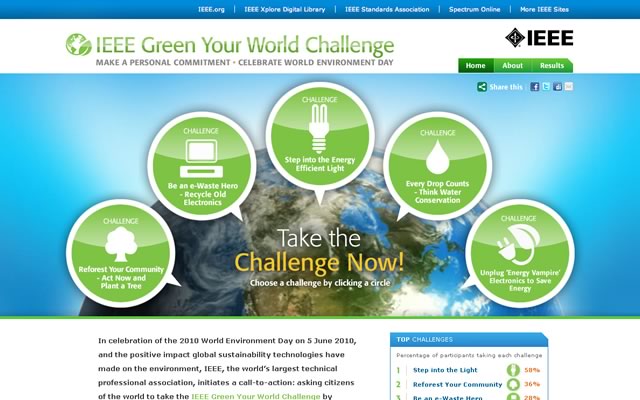 IEEE.org | IEEE Xplore Digital Library | IEEE Standards Association | Spectrum Online | More IEEE Sites
IEEE Green Your World Challenge
MAKE A PERSONAL COMMITMENT • CELEBRATE WORLD ENVIRONMENT DAY
IEEE
Home About Results
Share this
CHALLENGE
Step into the Energy
Efficient Light
CHALLENGE
Be an e-Waste Hero
- Recycle Old
Electronics
CHALLENGE
Every Drop Counts
- Think Water
Conservation
CHALLENGE
Reforest Your Community
- Act Now and
Plant a Tree
CHALLENGE
Unplug 'Energy Vampire'
Electronics to Save
Energy
Take the
Challenge Now!
Choose a challenge by clicking a circle
In celebration of the 2010 World Environment Day on 5 June 2010,
and the positive impact global sustainability technologies have
made on the environment, IEEE, the world's largest technical
professional association, initiates a call-to-action: asking citizens
of the world to take the IEEE Green Your World Challenge by
TOP CHALLENGES
Percentage of participants taking each challenge
1 Step into the Light 50%
2 Reforest Your Community 36%
3 Be an e-Waste Hero 28%